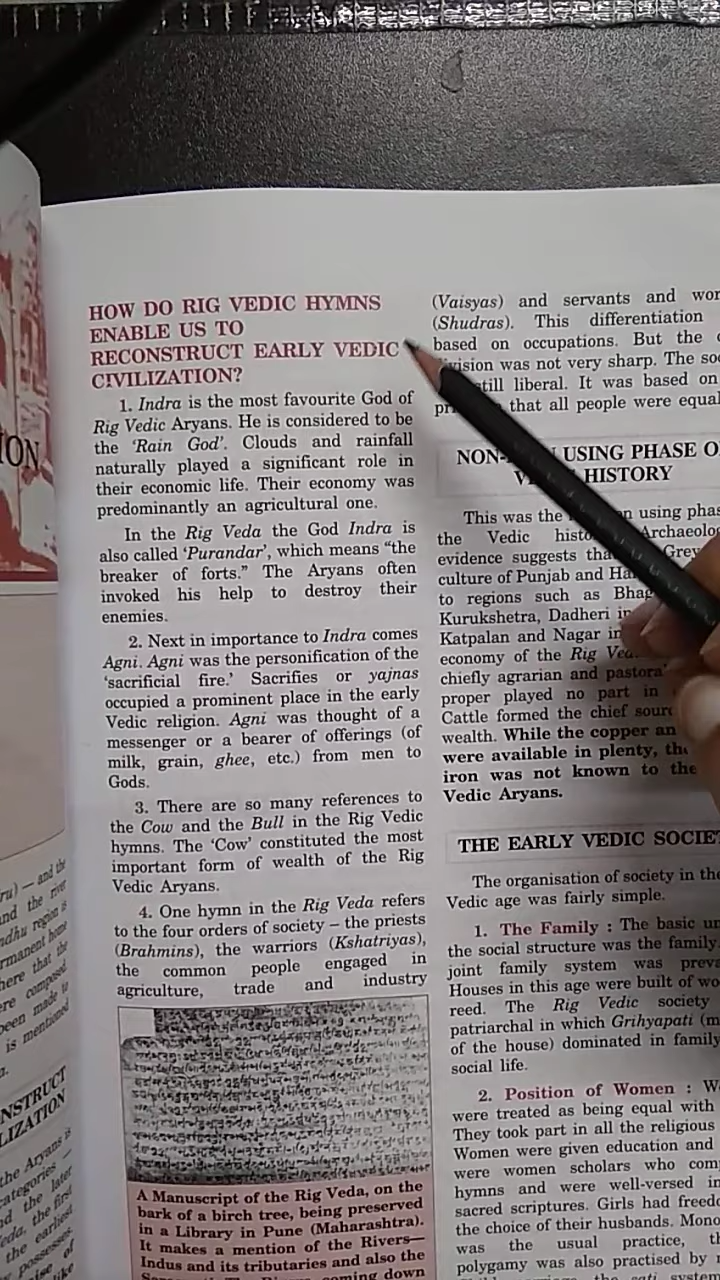 HOW DO RIG VEDIC HYMNS
ENABLE US TO
RECONSTRUCT EARLY VEDIC
CIVILIZATION?
1. Indra is the most favourite God of
Rig Vedic Aryans. He is considered to be
the 'Rain God'. Clouds and rainfall
naturally played a significant role in
their economic life. Their economy was
predominantly an agricultural one.
In the Rig Veda the God Indra is
also called 'Purandar', which means "the
breaker of forts." The Aryans often
invoked his help to destroy their
enemies.
2. Next in importance to Indra comes
Agni. Agni was the personification of the
'sacrificial fire.' Sacrifies or yajnas
occupied a prominent place in the early
Vedic religion. Agni was thought of a
messenger or a bearer of offerings (of
milk, grain, ghee, etc.) from men to
Gods.
3. There are so many references to
the Cow and the Bull in the Rig Vedic
hymns. The 'Cow' constituted the most
important form of wealth of the Rig
Vedic Aryans.
4. One hymn in the Rig Veda refers
to the four orders of society – the priests
(Brahmins), the warriors (Kshatriyas),
the common people engaged in
agriculture, trade and industry
A Manuscript of the Rig Veda, on the
bark of a birch tree, being preserved
in a Library in Pune (Maharashtra).
It makes a mention of the Rivers—
Indus and its tributaries and also the
coming down
(Vaisyas) and servants and
(Shudras). This differentiation
based on occupations. But the
was not very sharp. The
still liberal. It was based on
that all people were
USING PHASE
HISTORY
This was the using
the Vedic
evidence suggests
culture of Punjab and
to regions such as
Kurukshetra, Dadheri in
Katpalan and Nagar in
economy of the Rig
chiefly agrarian and
proper played no part in
Cattle formed the chief
wealth. While the copper
were available in plenty,
iron was not known to the
Vedic Aryans.
THE EARLY VEDIC
The organisation of society in the
Vedic age was fairly simple.
1. The Family : The basic
the social structure was the family.
joint family system was
Houses in this age were built of
reed. The Rig Vedic society
patriarchal in which Grihyapati
of the house) dominated in family
social life.
2. Position of Women :
were treated as being equal with
They took part in all the religious
Women were given education and
were women scholars who
hymns and were well-versed in
sacred scriptures. Girls had
the choice of their husbands.
was the usual practice,
polygamy was also practised by